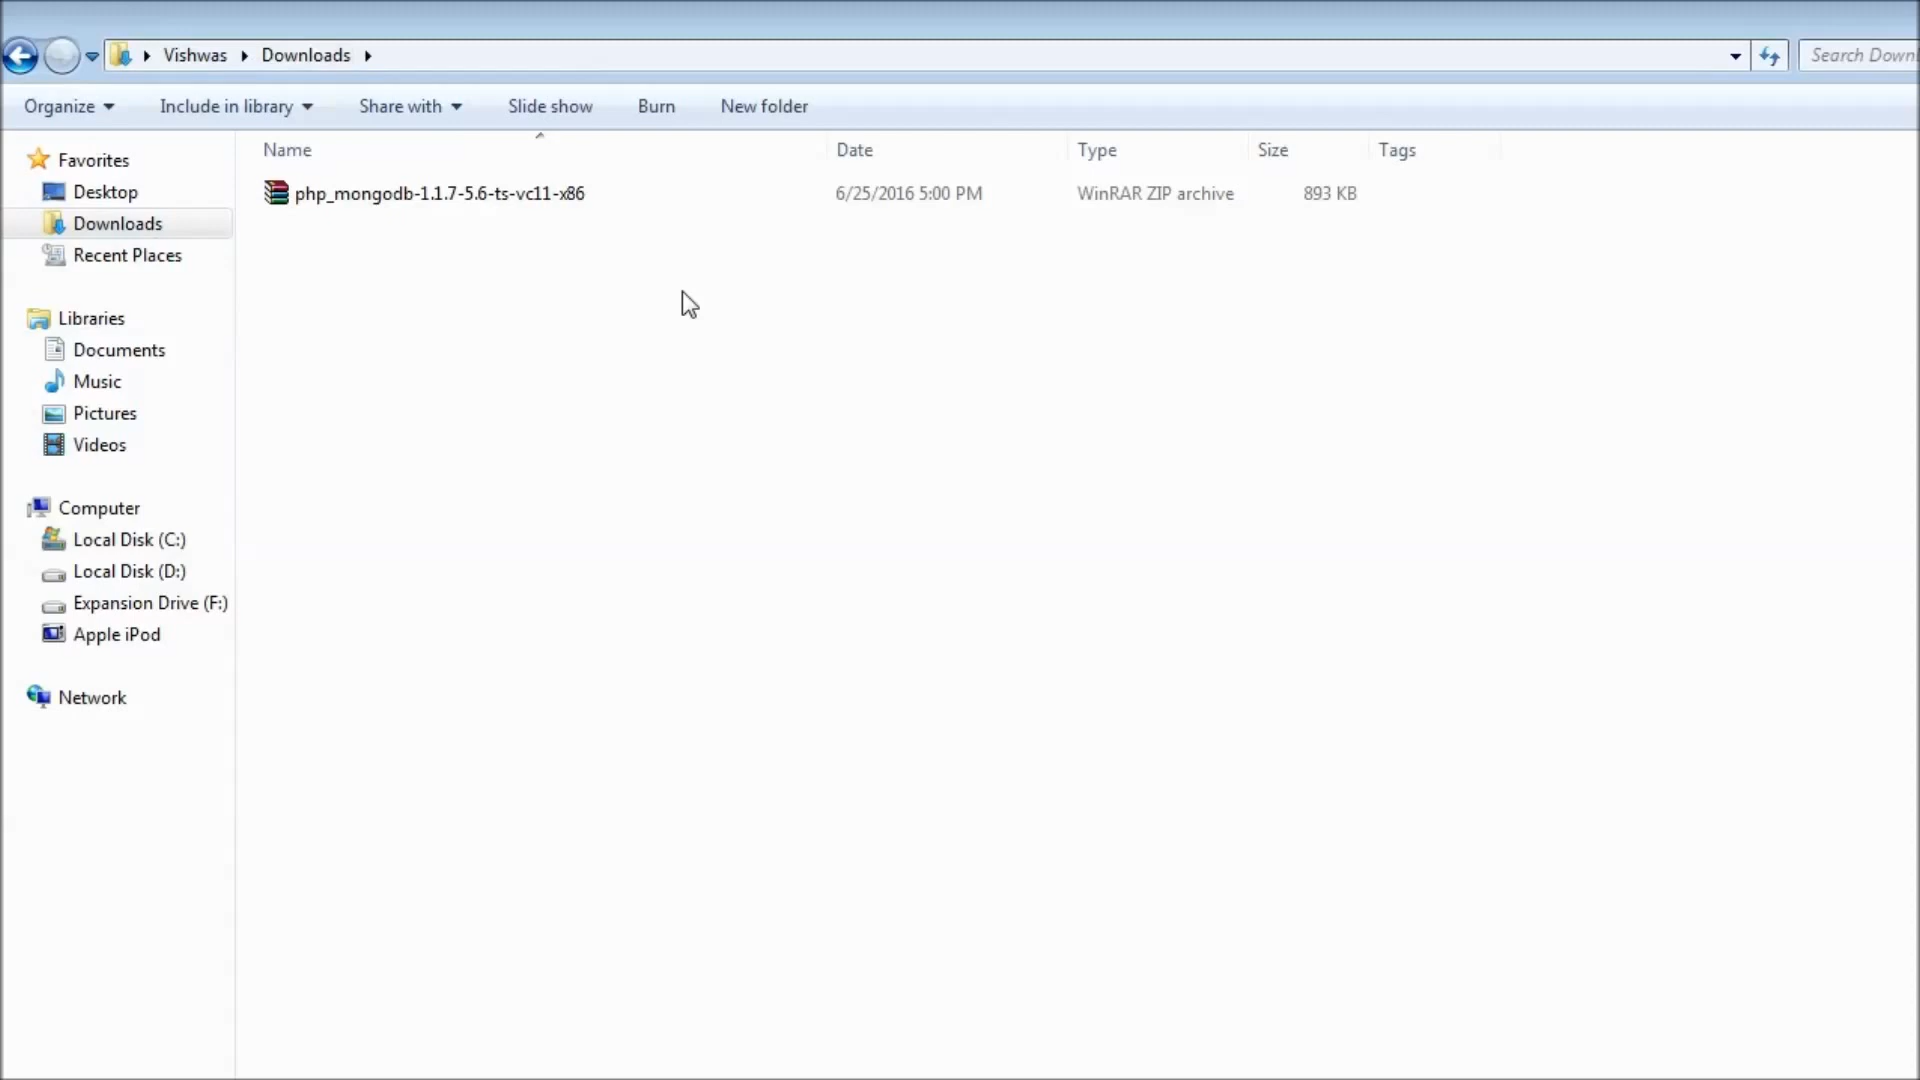 Vishwas Downloads
Search Down
Organize Include in library Share with Slide show Burn New folder
Name Date Type Size Tags
php_mongodb-1.1.7-5.6-ts-vc11-x86 6/25/2016 5:00 PM WinRAR ZIP archive 893 KB
Favorites
Desktop
Downloads
Recent Places
Libraries
Documents
Music
Pictures
Videos
Computer
Local Disk (C:)
Local Disk (D:)
Expansion Drive (F:)
Apple iPod
Network